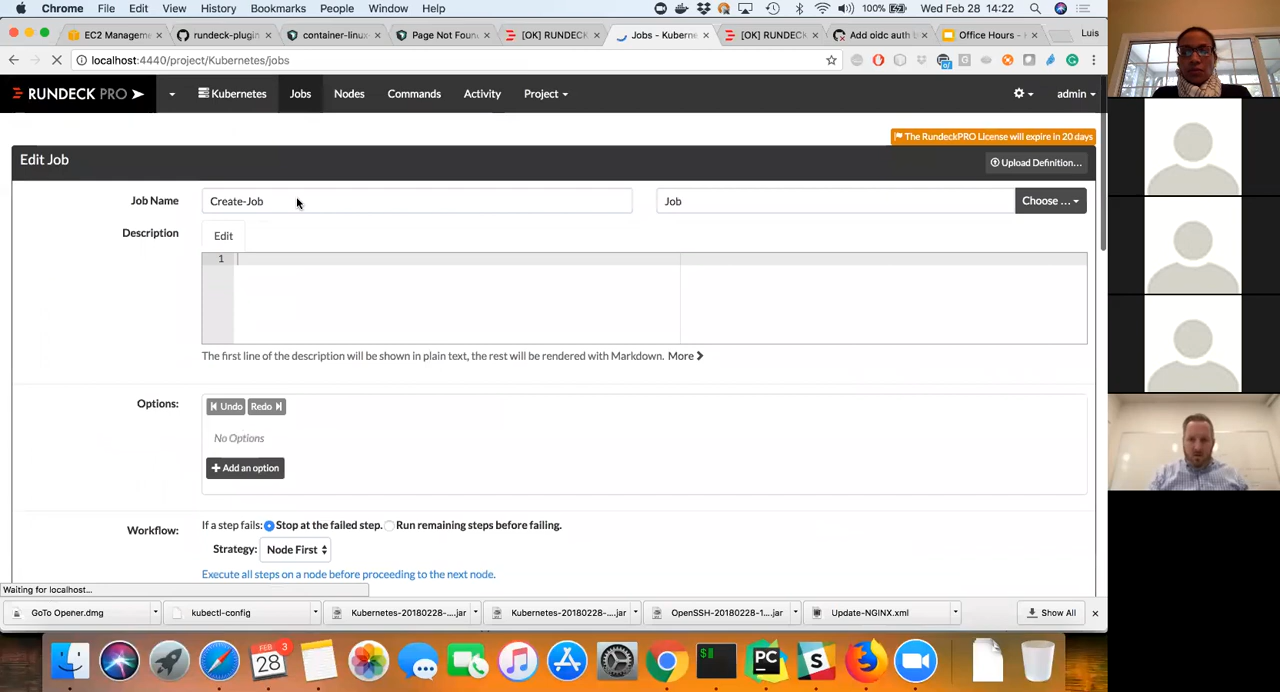 Chrome File Edit View History Bookmarks People Window Help 100% Wed Feb 28 14:22
EC2 Manageme × rundeck-plugin × container-linux × Page Not Foun × [OK] RUNDECK × Jobs - Kuberne × [OK] RUNDECK × Add oidc auth t × Office Hours - × Luis
localhost:4440/project/Kubernetes/jobs
RUNDECK PRO Kubernetes Jobs Nodes Commands Activity Project admin
The RundeckPRO License will expire in 20 days
Edit Job Upload Definition...
Job Name Create-Job Job Choose ...
Description Edit
1
The first line of the description will be shown in plain text, the rest will be rendered with Markdown. More
Options: Undo Redo
No Options
+ Add an option
Workflow: If a step fails: Stop at the failed step. Run remaining steps before failing.
Strategy: Node First
Execute all steps on a node before proceeding to the next node.
Waiting for localhost...
GoTo Opener.dmg kubectl-config Kubernetes-20180228-....jar Kubernetes-20180228-....jar OpenSSH-20180228-1....jar Update-NGINX.xml Show All ×
FEB 28 3 $ PC S